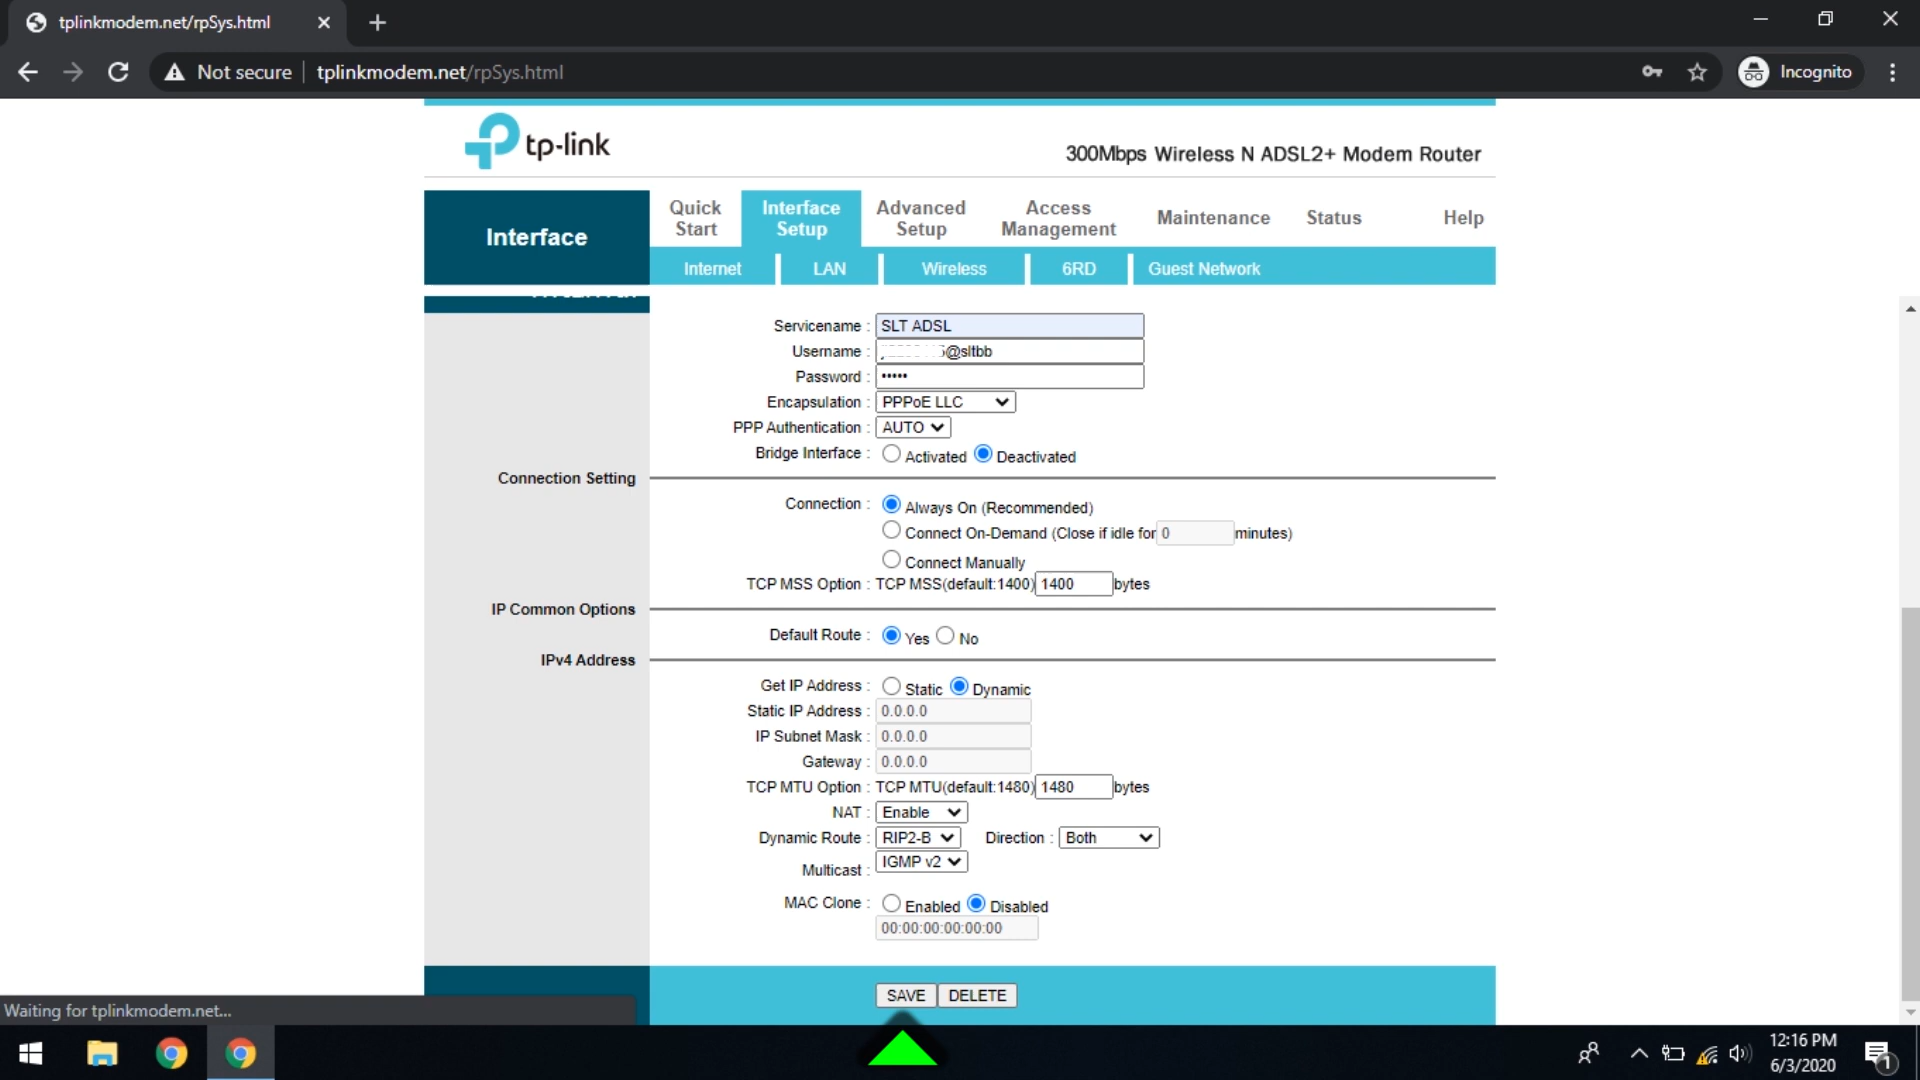 tplinkmodem.net/rpSys.html
Not secure
tplinkmodem.net/rpSys.html
Incognito
tp-link
300Mbps Wireless N ADSL2+ Modem Router
Interface
Quick Start
Interface Setup
Advanced Setup
Access Management
Maintenance
Status
Help
Internet
LAN
Wireless
6RD
Guest Network
Servicename : SLT ADSL
Username : @sltbb
Password : •••••
Encapsulation : PPPoE LLC
PPP Authentication : AUTO
Bridge Interface : Activated Deactivated
Connection Setting
Connection : Always On (Recommended)
Connect On-Demand (Close if idle for 0 minutes)
Connect Manually
TCP MSS Option : TCP MSS(default:1400) 1400 bytes
IP Common Options
Default Route : Yes No
IPv4 Address
Get IP Address : Static Dynamic
Static IP Address : 0.0.0.0
IP Subnet Mask : 0.0.0.0
Gateway : 0.0.0.0
TCP MTU Option : TCP MTU(default:1480) 1480 bytes
NAT : Enable
Dynamic Route : RIP2-B Direction : Both
Multicast : IGMP v2
MAC Clone : Enabled Disabled
00:00:00:00:00:00
SAVE DELETE
Waiting for tplinkmodem.net...
12:16 PM
6/3/2020
1